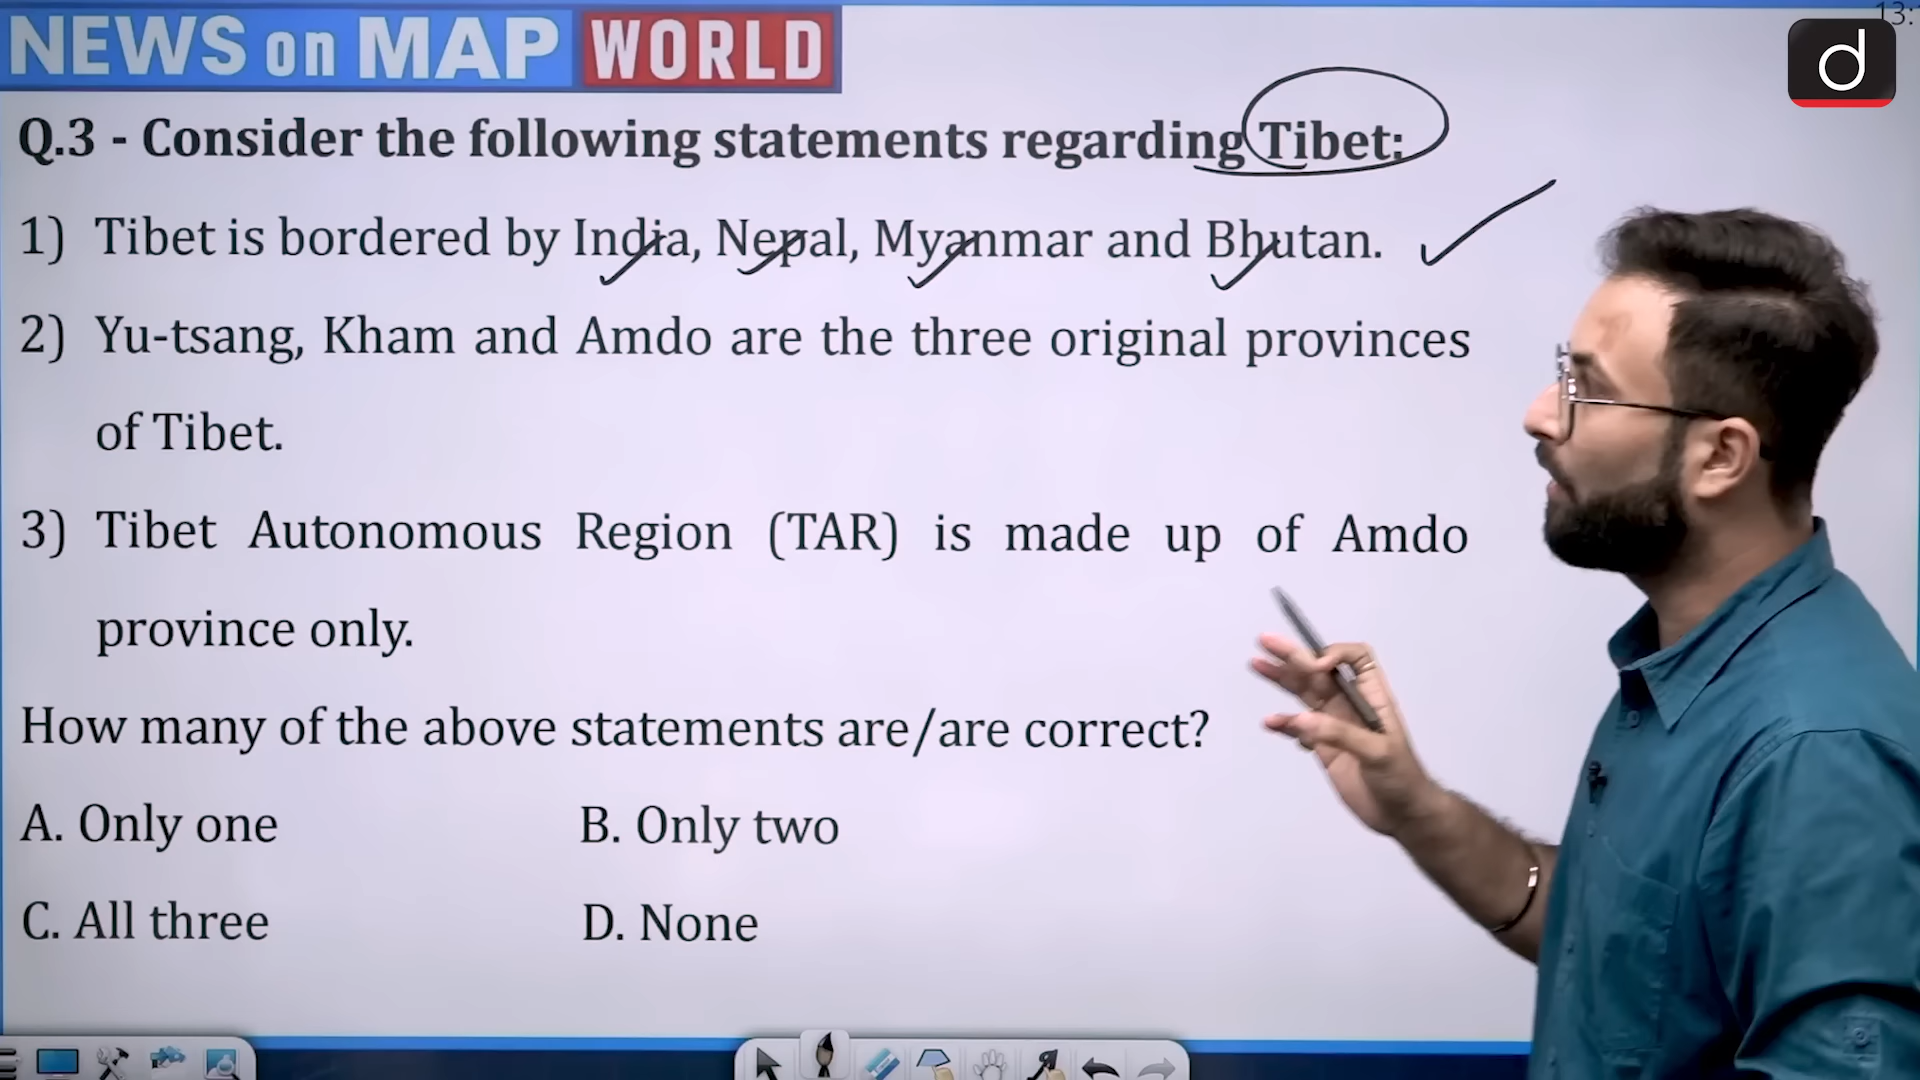 NEWS on MAP WORLD
13:
d
Q.3 - Consider the following statements regarding Tibet:
1) Tibet is bordered by India, Nepal, Myanmar and Bhutan.
2) Yu-tsang, Kham and Amdo are the three original provinces
of Tibet.
3) Tibet Autonomous Region (TAR) is made up of Amdo
province only.
How many of the above statements are/are correct?
A. Only one B. Only two
C. All three D. None